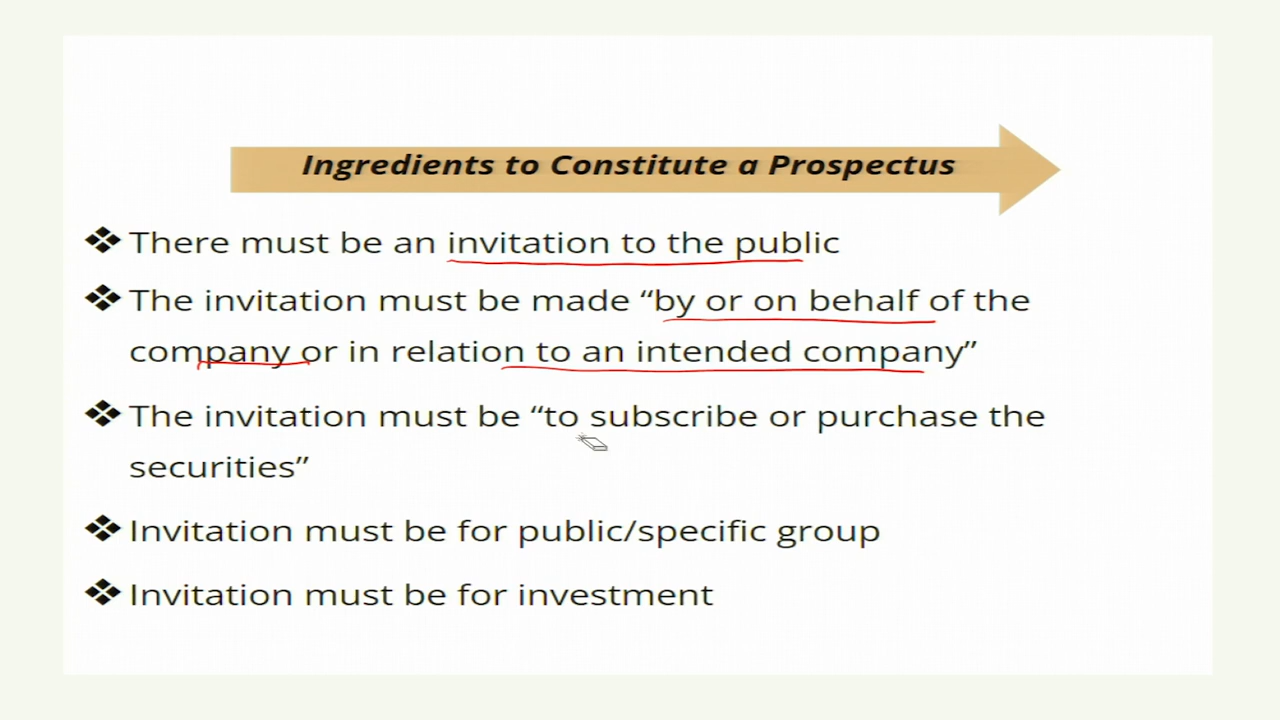 Ingredients to Constitute a Prospectus
There must be an invitation to the public
The invitation must be made “by or on behalf of the
company or in relation to an intended company”
The invitation must be “to subscribe or purchase the
securities”
Invitation must be for public/specific group
Invitation must be for investment